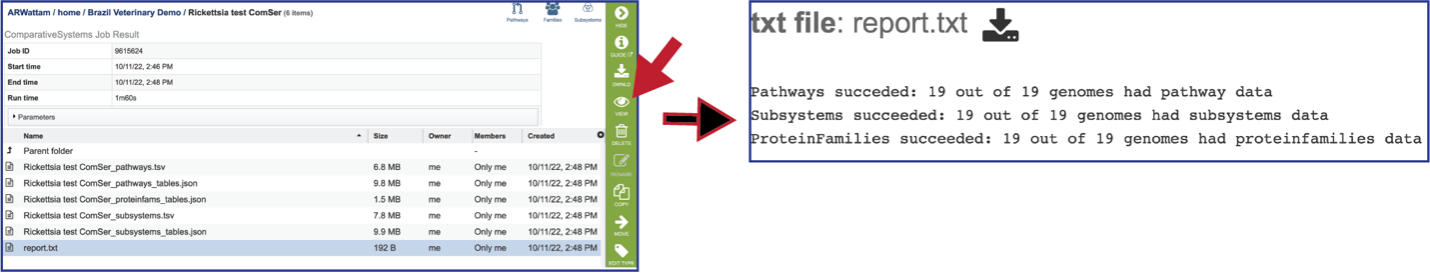 ARWattam / home / Brazil Veterinary Demo / Rickettsia test ComSer (6 items)
Pathways Families Subsystems
ComparativeSystems Job Result
Job ID 9615624
Start time 10/11/22, 2:46 PM
End time 10/11/22, 2:48 PM
Run time 1m60s
Parameters
Name Size Owner Members Created
Parent folder -
Rickettsia test ComSer_pathways.tsv 6.8 MB me Only me 10/11/22, 2:48 PM
Rickettsia test ComSer_pathways_tables.json 9.8 MB me Only me 10/11/22, 2:48 PM
Rickettsia test ComSer_proteinfams_tables.json 1.5 MB me Only me 10/11/22, 2:48 PM
Rickettsia test ComSer_subsystems.tsv 7.8 MB me Only me 10/11/22, 2:48 PM
Rickettsia test ComSer_subsystems_tables.json 9.9 MB me Only me 10/11/22, 2:48 PM
report.txt 192 B me Only me 10/11/22, 2:48 PM
HIDE
GUIDE
DWNLD
VIEW
DELETE
RENAME
COPY
MOVE
EDIT TYPE
txt file: report.txt
Pathways succeded: 19 out of 19 genomes had pathway data
Subsystems succeeded: 19 out of 19 genomes had subsystems data
ProteinFamilies succeeded: 19 out of 19 genomes had proteinfamilies data